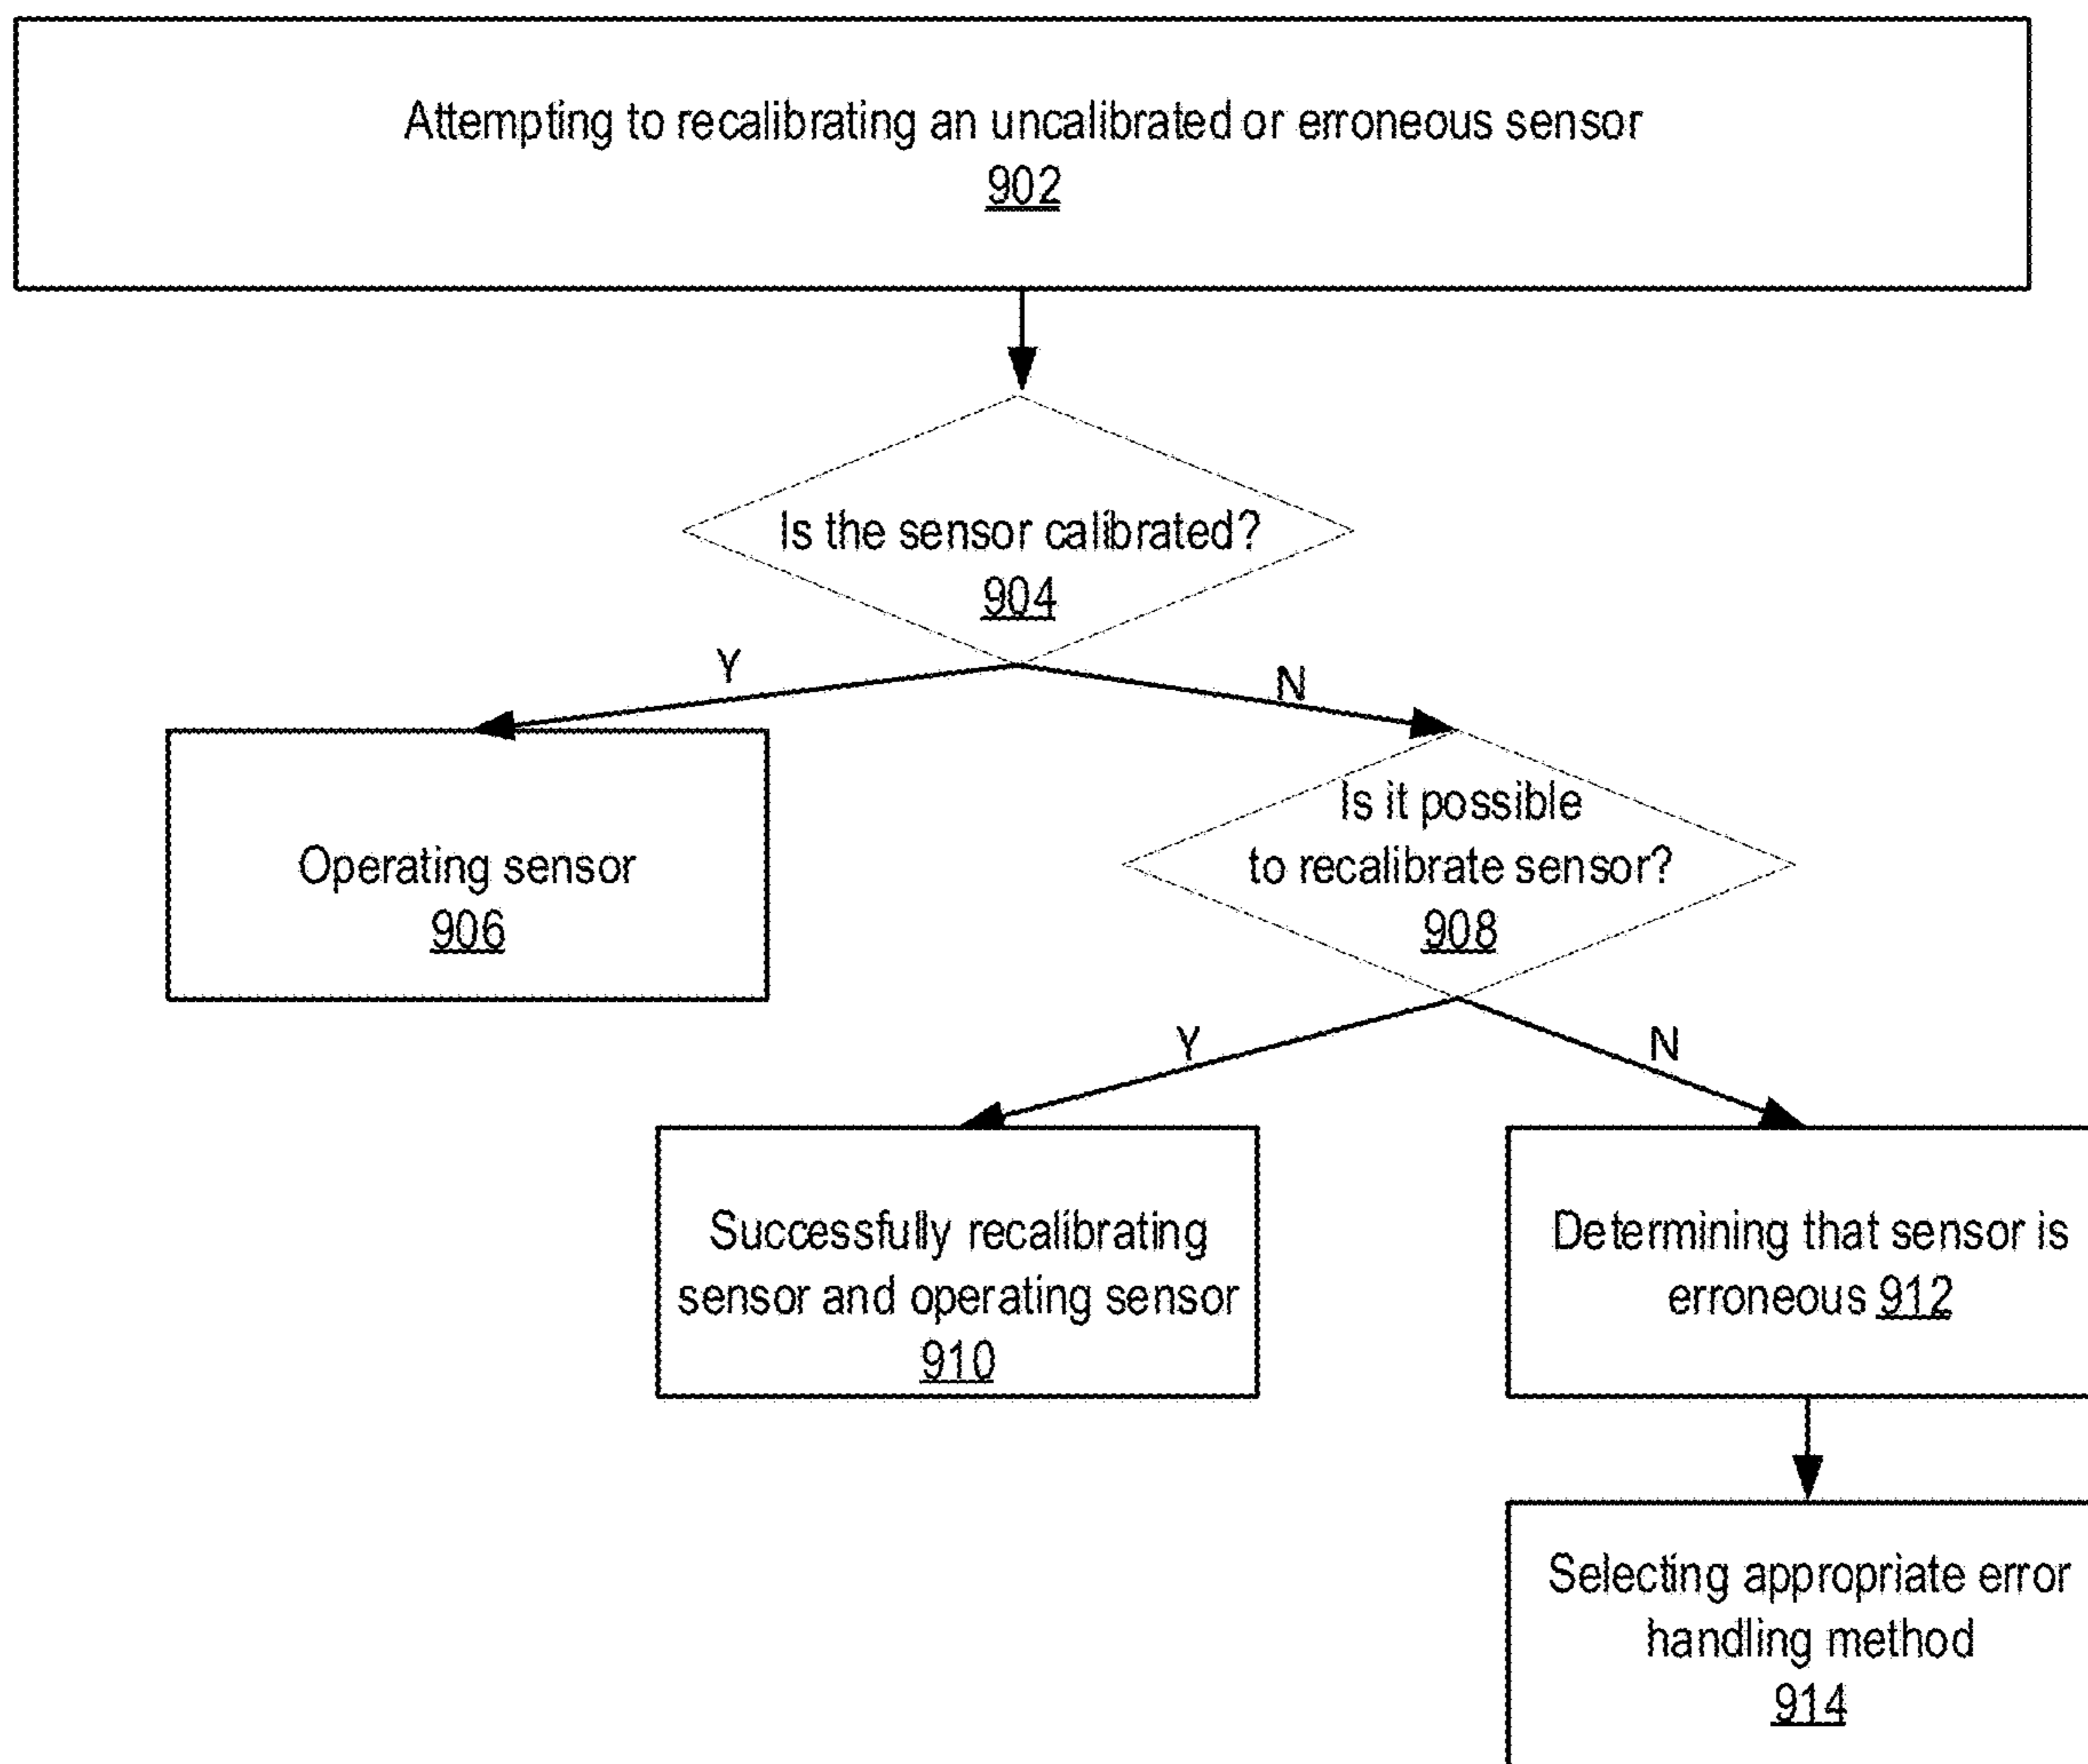 Attempting to recalibrating an uncalibrated or erroneous sensor
902
Is the sensor calibrated?
904
Y
N
Operating sensor
906
Is it possible
to recalibrate sensor?
908
Y
N
Successfully recalibrating
sensor and operating sensor
910
Determining that sensor is
erroneous 912
Selecting appropriate error
handling method
914